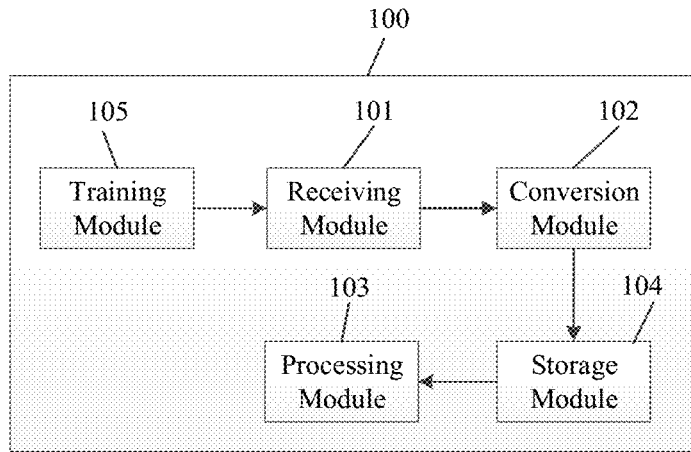 100
105
101
102
Training
Module
Receiving
Module
Conversion
Module
103
104
Processing
Module
Storage
Module